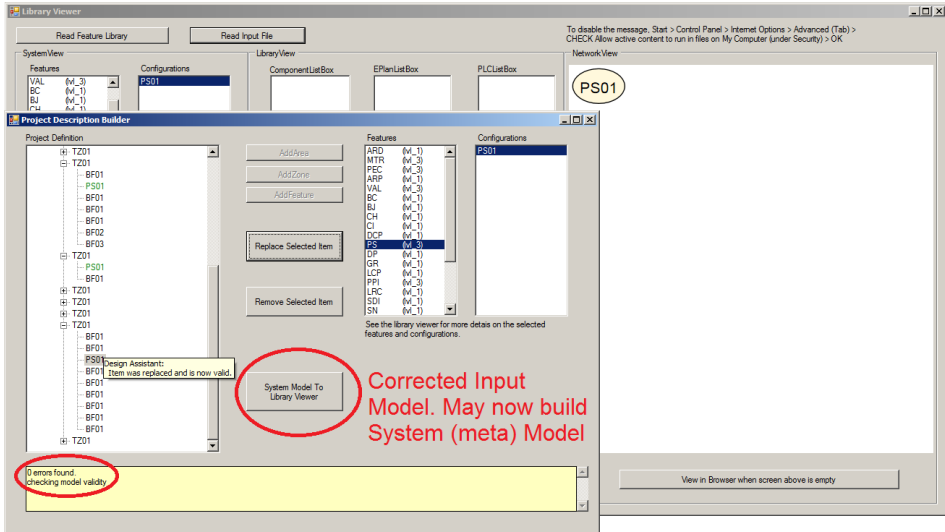 Library Viewer
Read Feature Library
Read Input File
To disable the message, Start > Control Panel > Internet Options > Advanced (Tab) >
CHECK Allow active content to run in files on My Computer (under Security) > OK
SystemView
Features
Configurations
VAL (lvl_3)
BC (lvl_1)
BJ (lvl_1)
CH (lvl_1)
PS01
LibraryView
ComponentListBox
EPlanListBox
PLCListBox
NetworkView
PS01
Project Description Builder
Project Definition
TZ01
TZ01
BF01
PS01
BF01
BF01
BF01
BF02
BF03
TZ01
PS01
BF01
TZ01
TZ01
TZ01
TZ01
BF01
BF01
PS01
BF01
BF01
BF01
BF01
BF01
BF01
TZ01
Design Assistant:
Item was replaced and is now valid.
AddArea
AddZone
AddFeature
Replace Selected Item
Remove Selected Item
System Model To
Library Viewer
Features
ARD (lvl_1)
MTR (lvl_3)
PEC (lvl_3)
ARP (lvl_1)
VAL (lvl_3)
BC (lvl_1)
BJ (lvl_1)
CH (lvl_1)
CI (lvl_1)
DCP (lvl_1)
PS (lvl_3)
DP (lvl_1)
GR (lvl_1)
LCP (lvl_1)
PPI (lvl_3)
LRC (lvl_1)
SDI (lvl_1)
SN (lvl_1)
Configurations
PS01
See the library viewer for more detais on the selected
features and configurations.
Corrected Input
Model. May now build
System (meta) Model
0 errors found.
checking model validity
View in Browser when screen above is empty